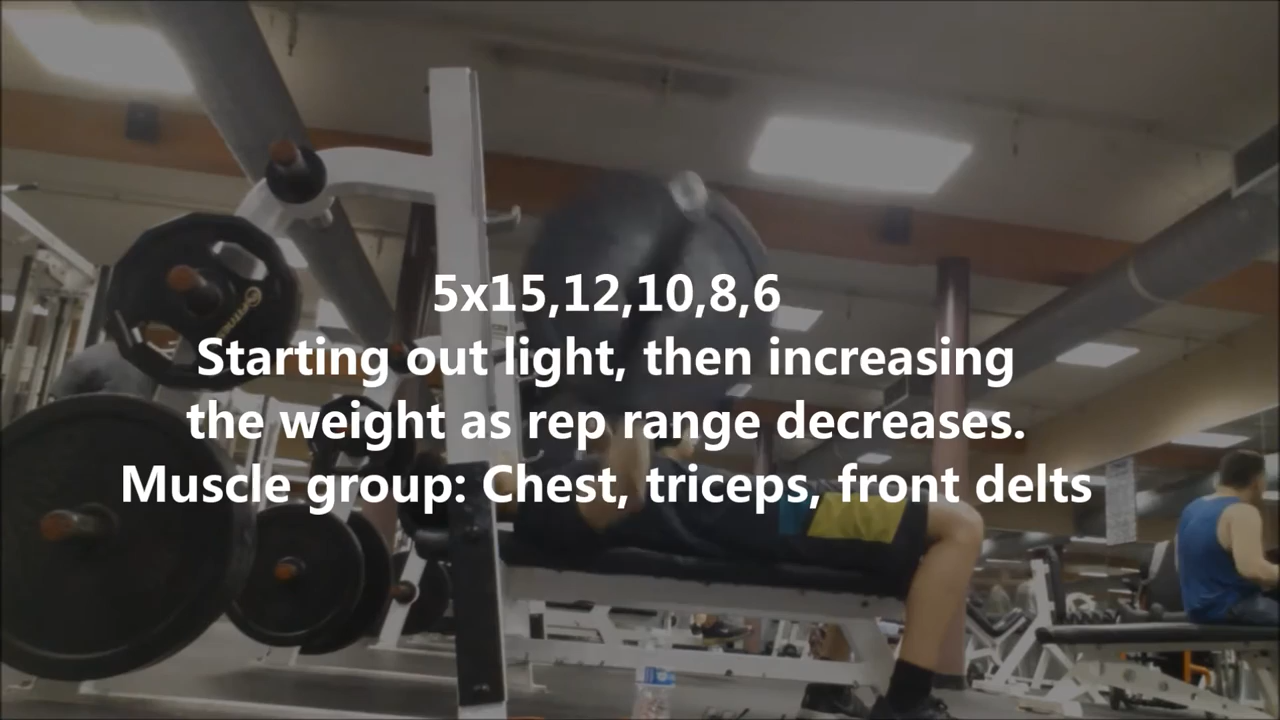 5x15,12,10,8,6
Starting out light, then increasing
the weight as rep range decreases.
Muscle group: Chest, triceps, front delts